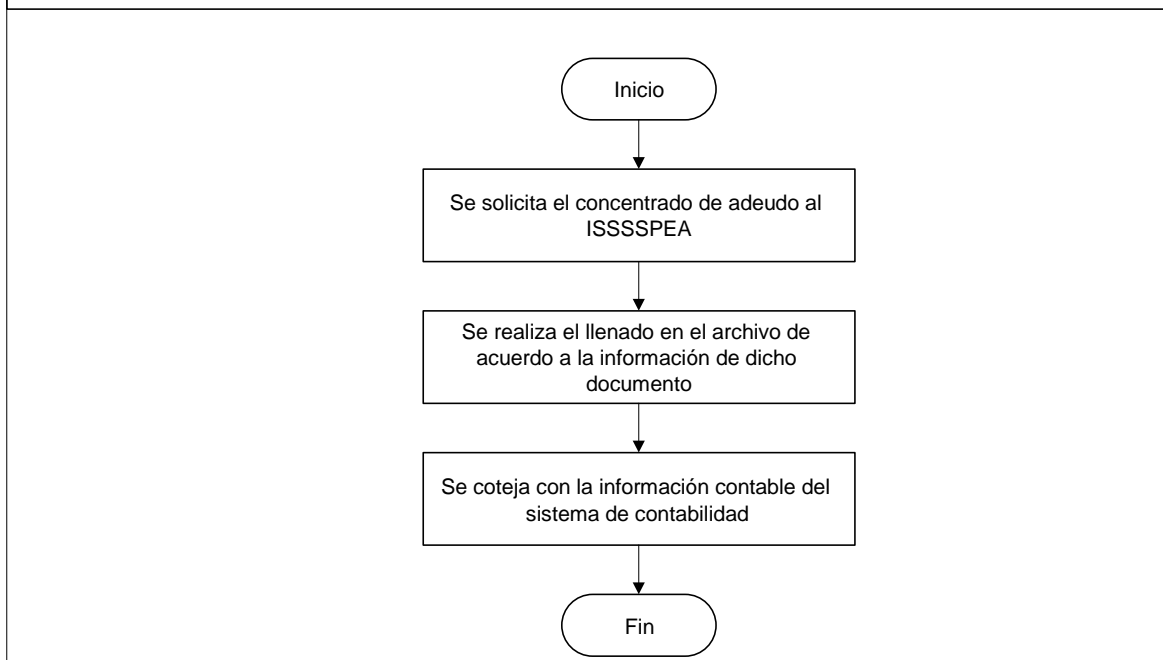 Inicio
Se solicita el concentrado de adeudo al
ISSSSPEA
Se realiza el llenado en el archivo de
acuerdo a la información de dicho
documento
Se coteja con la información contable del
sistema de contabilidad
Fin